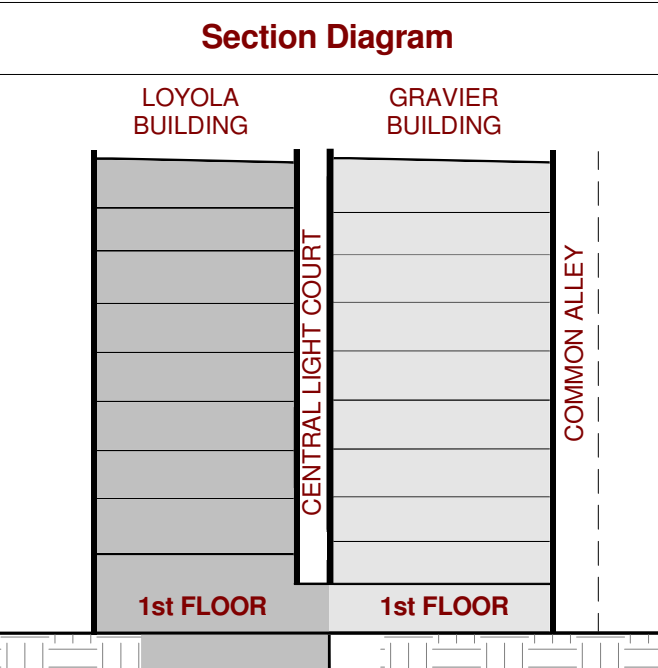 Section Diagram
LOYOLA
BUILDING
GRAVIER
BUILDING
CENTRAL LIGHT COURT
COMMON ALLEY
1st FLOOR
1st FLOOR